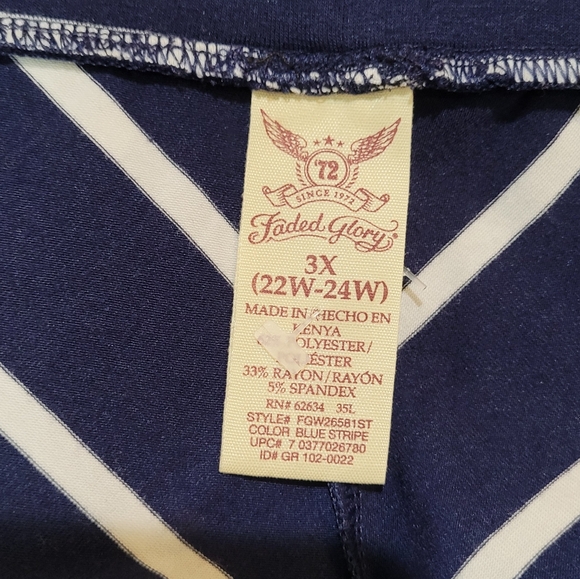 '72
SINCE 1972
Faded Glory®
3X
(22W-24W)
MADE IN/HECHO EN
KENYA
POLYESTER/
33% RAYON/RAYÓN
5% SPANDEX
RN# 62634 35L
STYLE# FGW26581ST
COLOR BLUE STRIPE
UPC# 7 0377026780
ID# GR 102-0022